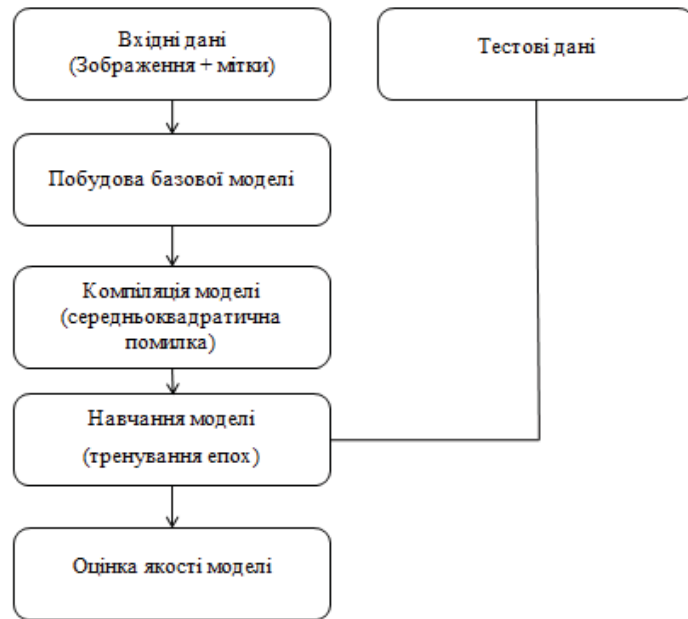 Вхідні дані
(Зображення + мітки)
Тестові дані
Побудова базової моделі
Компіляція моделі
(середньоквадратична
помилка)
Навчання моделі
(тренування епох)
Оцінка якості моделі